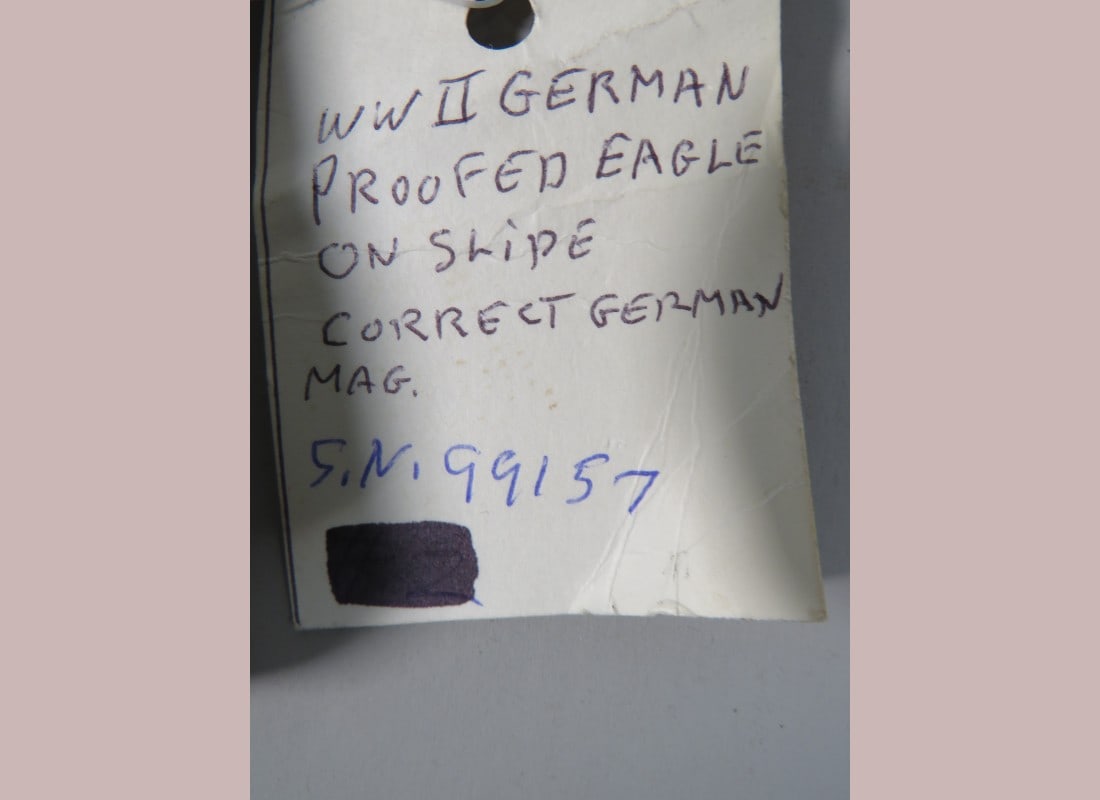 WW II GERMAN
PROOFED EAGLE
ON SLiDE
CORRECT GERMAN
MAG.
S.N. 99157